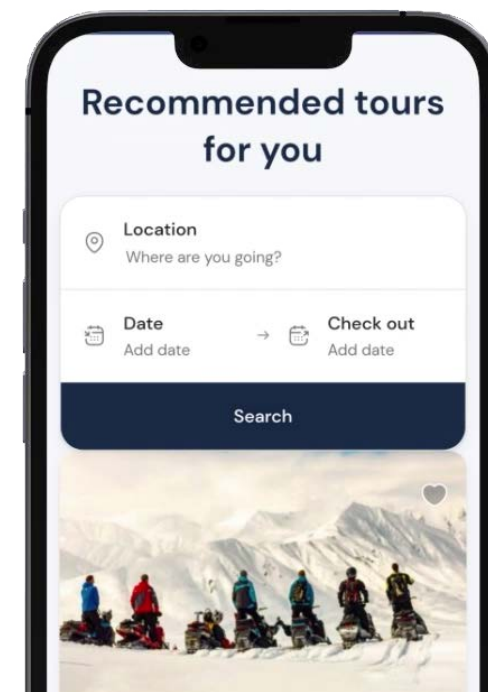 Recommended tours
for you
Location
Where are you going?
Date
Add date
Check out
Add date
Search